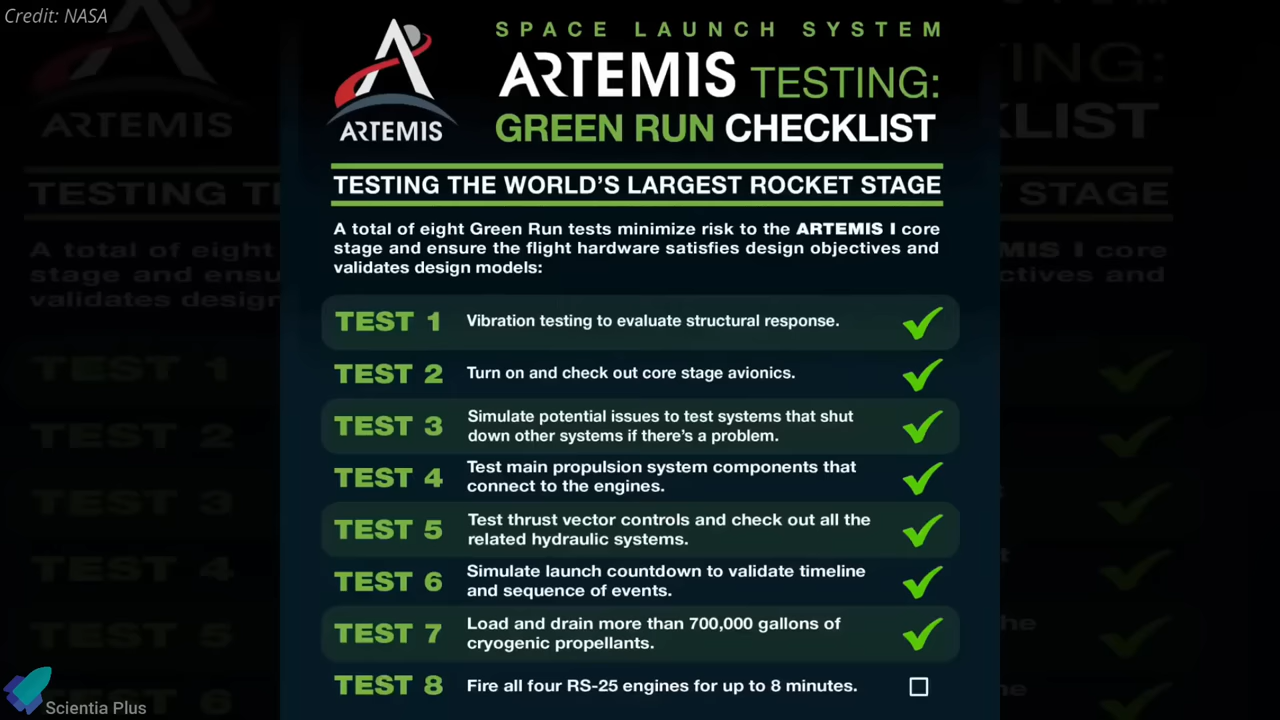 Credit: NASA
SPACE LAUNCH SYSTEM
ARTEMIS TESTING:
ARTEMIS
GREEN RUN CHECKLIST
TESTING THE WORLD'S LARGEST ROCKET STAGE
A total of eight Green Run tests minimize risk to the ARTEMIS I core
stage and ensure the flight hardware satisfies design objectives and
validates design models:
TEST 1 Vibration testing to evaluate structural response.
TEST 2 Turn on and check out core stage avionics.
TEST 3 Simulate potential issues to test systems that shut
down other systems if there's a problem.
TEST 4 Test main propulsion system components that
connect to the engines.
TEST 5 Test thrust vector controls and check out all the
related hydraulic systems.
TEST 6 Simulate launch countdown to validate timeline
and sequence of events.
TEST 7 Load and drain more than 700,000 gallons of
cryogenic propellants.
TEST 8 Fire all four RS-25 engines for up to 8 minutes.
Scientia Plus